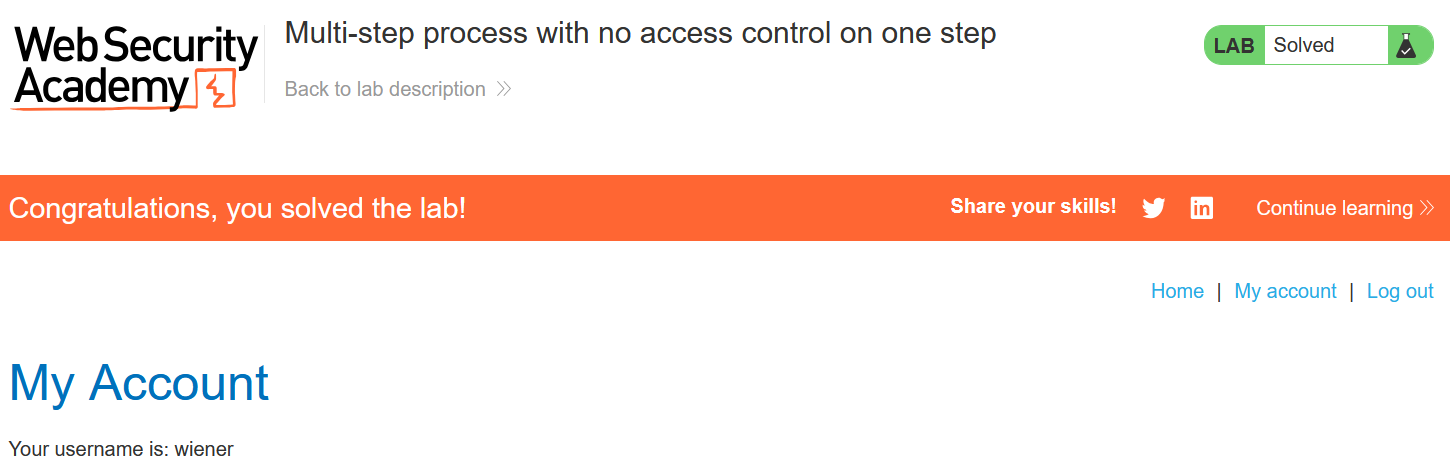 Web Security
Academy
Multi-step process with no access control on one step
Back to lab description
LAB Solved
Congratulations, you solved the lab!
Share your skills!
Continue learning
Home | My account | Log out
My Account
Your username is: wiener